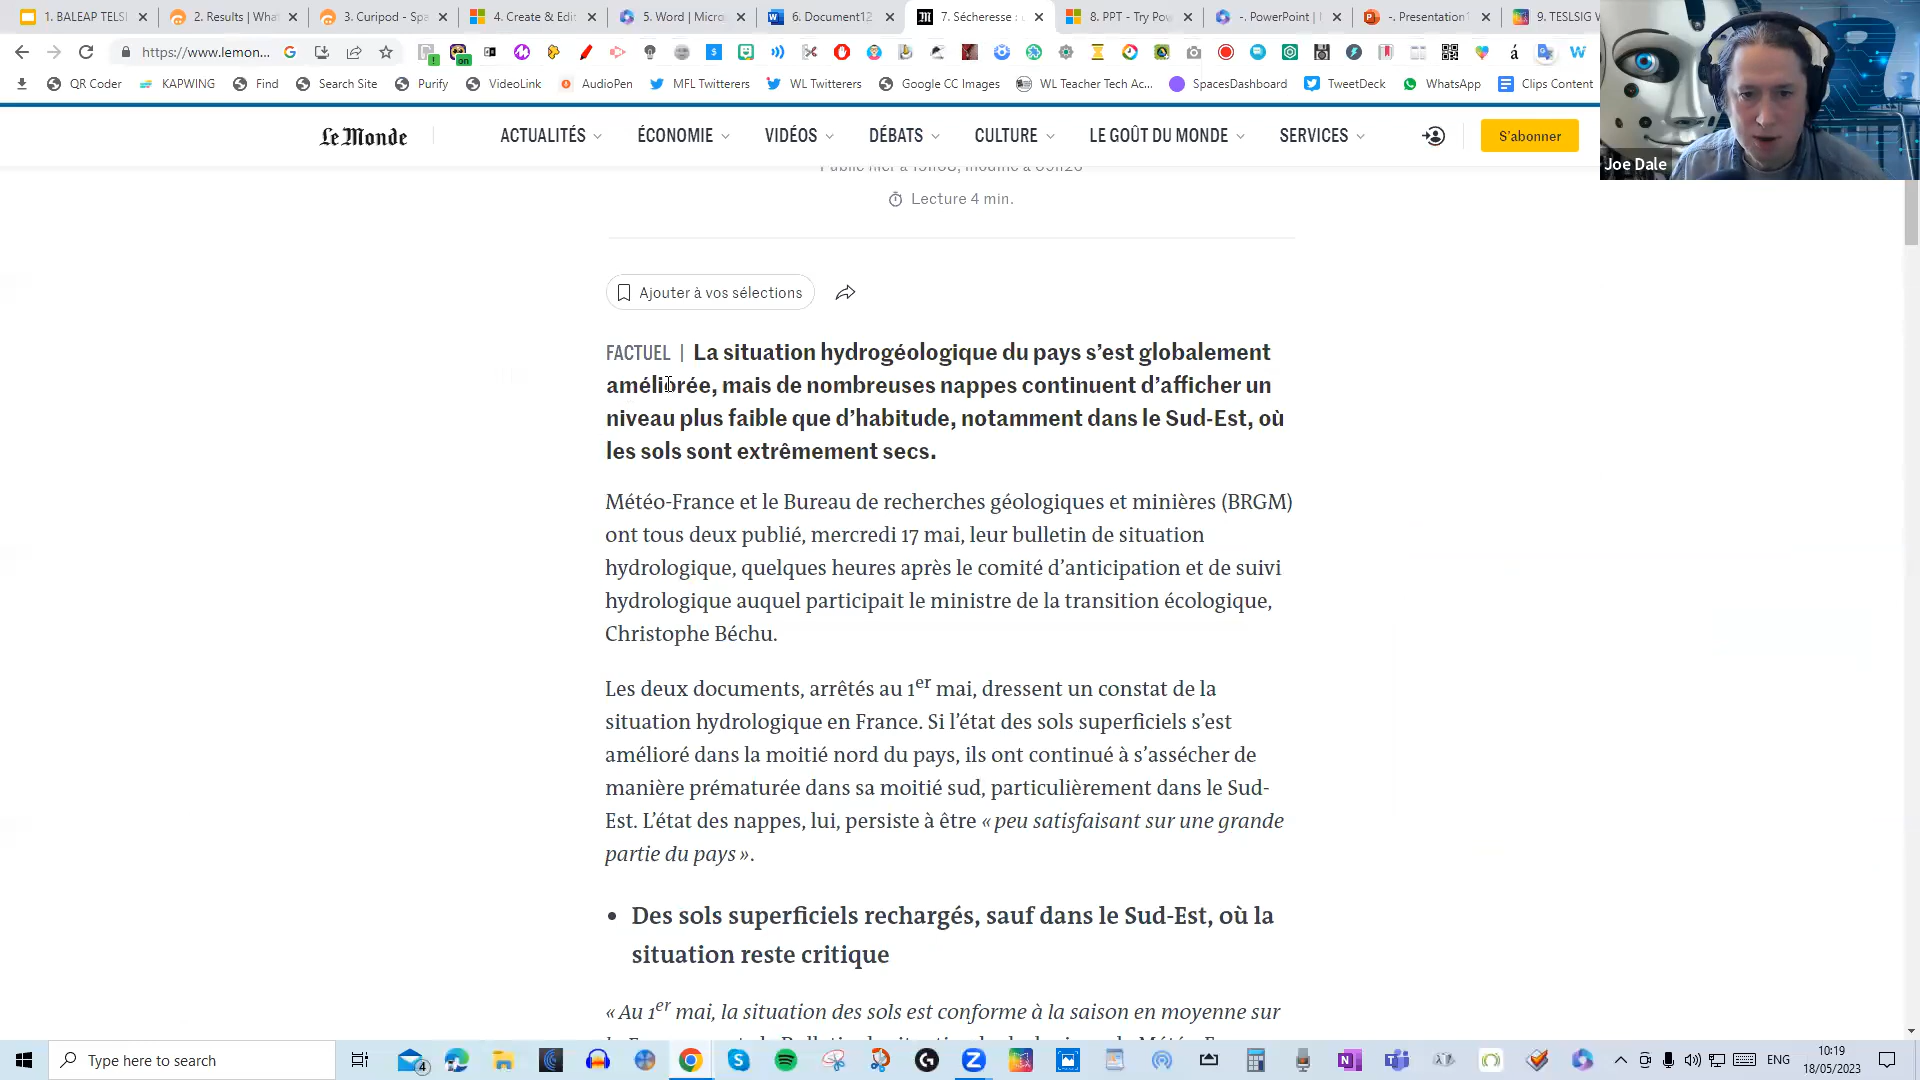 1. BALEAP TELSI
2. Results | Wha
3. Curipod - Spa
4. Create & Edi
5. Word | Micro
6. Document12
7. Sécheresse :
8. PPT - Try Po
-. PowerPoint |
-. Presentation
9. TESLSIG W
https://www.lemon...
on
QR Coder KAPWING Find Search Site Purify VideoLink AudioPen MFL Twitterers WL Twitterers Google CC Images WL Teacher Tech Ac... SpacesDashboard TweetDeck WhatsApp Clips Content
Le Monde ACTUALITÉS ÉCONOMIE VIDÉOS DÉBATS CULTURE LE GOÛT DU MONDE SERVICES S'abonner
Joe Dale
Lecture 4 min.
Ajouter à vos sélections
FACTUEL | La situation hydrogéologique du pays s'est globalement
améliorée, mais de nombreuses nappes continuent d'afficher un
niveau plus faible que d'habitude, notamment dans le Sud-Est, où
les sols sont extrêmement secs.
Météo-France et le Bureau de recherches géologiques et minières (BRGM)
ont tous deux publié, mercredi 17 mai, leur bulletin de situation
hydrologique, quelques heures après le comité d'anticipation et de suivi
hydrologique auquel participait le ministre de la transition écologique,
Christophe Béchu.
Les deux documents, arrêtés au 1er mai, dressent un constat de la
situation hydrologique en France. Si l'état des sols superficiels s'est
amélioré dans la moitié nord du pays, ils ont continué à s'assécher de
manière prématurée dans sa moitié sud, particulièrement dans le Sud-
Est. L'état des nappes, lui, persiste à être « peu satisfaisant sur une grande
partie du pays ».
• Des sols superficiels rechargés, sauf dans le Sud-Est, où la
situation reste critique
« Au 1er mai, la situation des sols est conforme à la saison en moyenne sur
Type here to search
4
ENG
10:19
18/05/2023